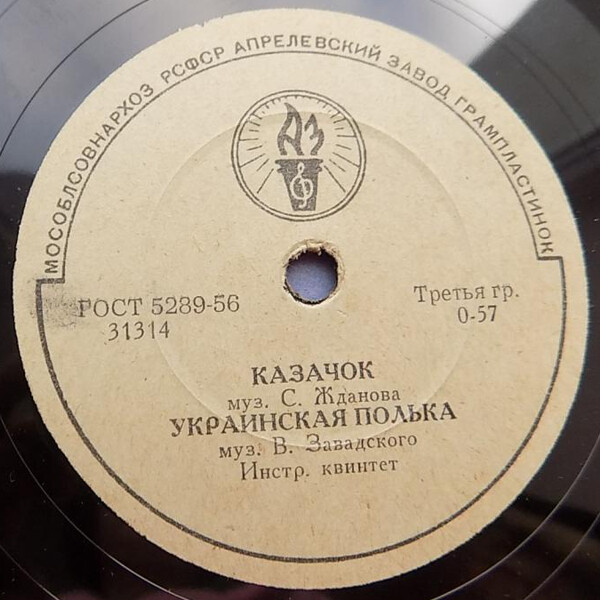 МОСОБЛСОВНАРХОЗ РСФСР АПРЕЛЕВСКИЙ ЗАВОД ГРАМПЛАСТИНОК
АЗ
ГОСТ 5289-56
31314
Третья гр.
0-57
КАЗАЧОК
муз. С. Жданова
УКРАИНСКАЯ ПОЛЬКА
муз. В. Завадского
Инстр. квинтет